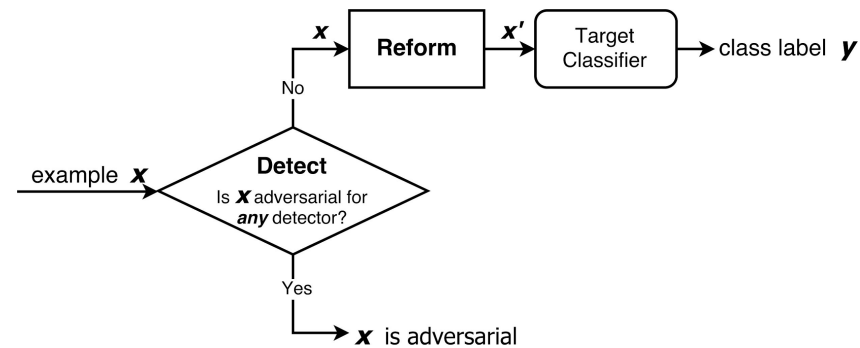 x
Reform
x'
Target
Classifier
class label y
No
example x
Detect
Is x adversarial for
any detector?
Yes
x is adversarial